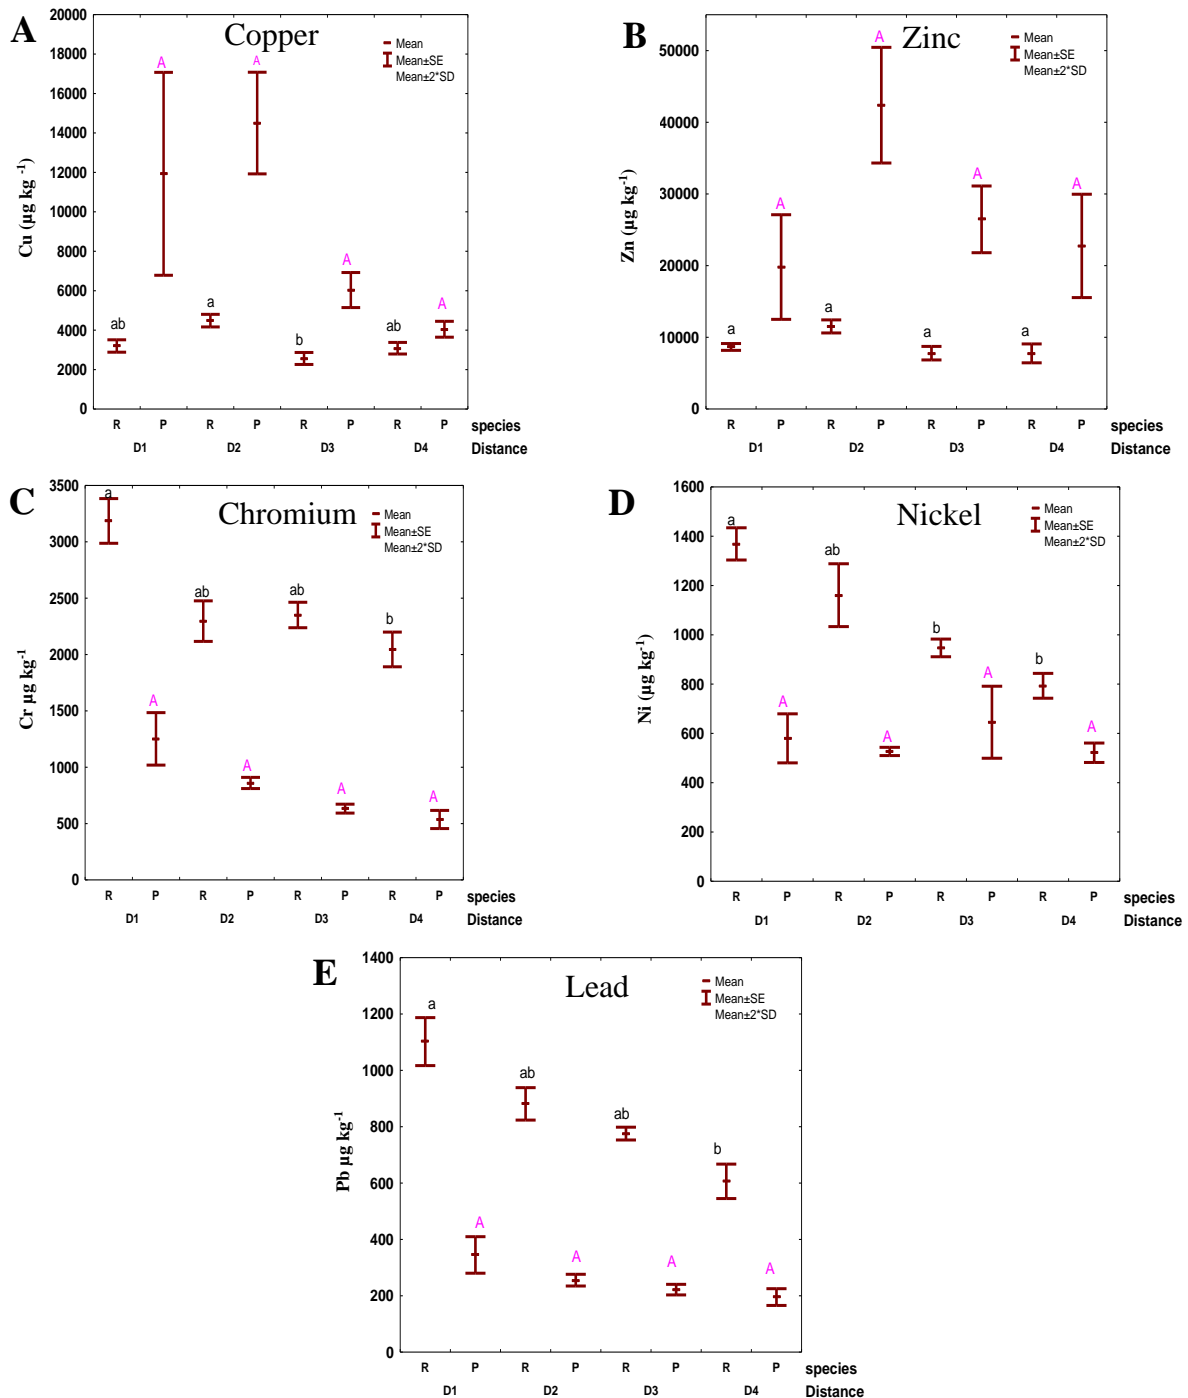 A
Copper
Mean
Mean±SE
Mean±2*SD
Cu (µg kg -1)
20000
18000
16000
14000
12000
10000
8000
6000
4000
2000
0
A
A
ab
a
b
A
ab
A
R P R P R P R P species
D1 D2 D3 D4 Distance
B
Zinc
Mean
Mean±SE
Mean±2*SD
Zn (µg kg-1)
50000
40000
30000
20000
10000
0
a
A
a
A
a
A
a
A
R P R P R P R P species
D1 D2 D3 D4 Distance
C
Chromium
Mean
Mean±SE
Mean±2*SD
Cr µg kg-1
3500
3000
2500
2000
1500
1000
500
0
a
A
ab
A
ab
A
b
A
R P R P R P R P species
D1 D2 D3 D4 Distance
D
Nickel
Mean
Mean±SE
Mean±2*SD
Ni (µg kg-1)
1600
1400
1200
1000
800
600
400
200
0
a
A
ab
A
b
A
b
A
R P R P R P R P species
D1 D2 D3 D4 Distance
E
Lead
Mean
Mean±SE
Mean±2*SD
Pb µg kg-1
1400
1200
1000
800
600
400
200
0
a
A
ab
A
ab
A
b
A
R P R P R P R P species
D1 D2 D3 D4 Distance